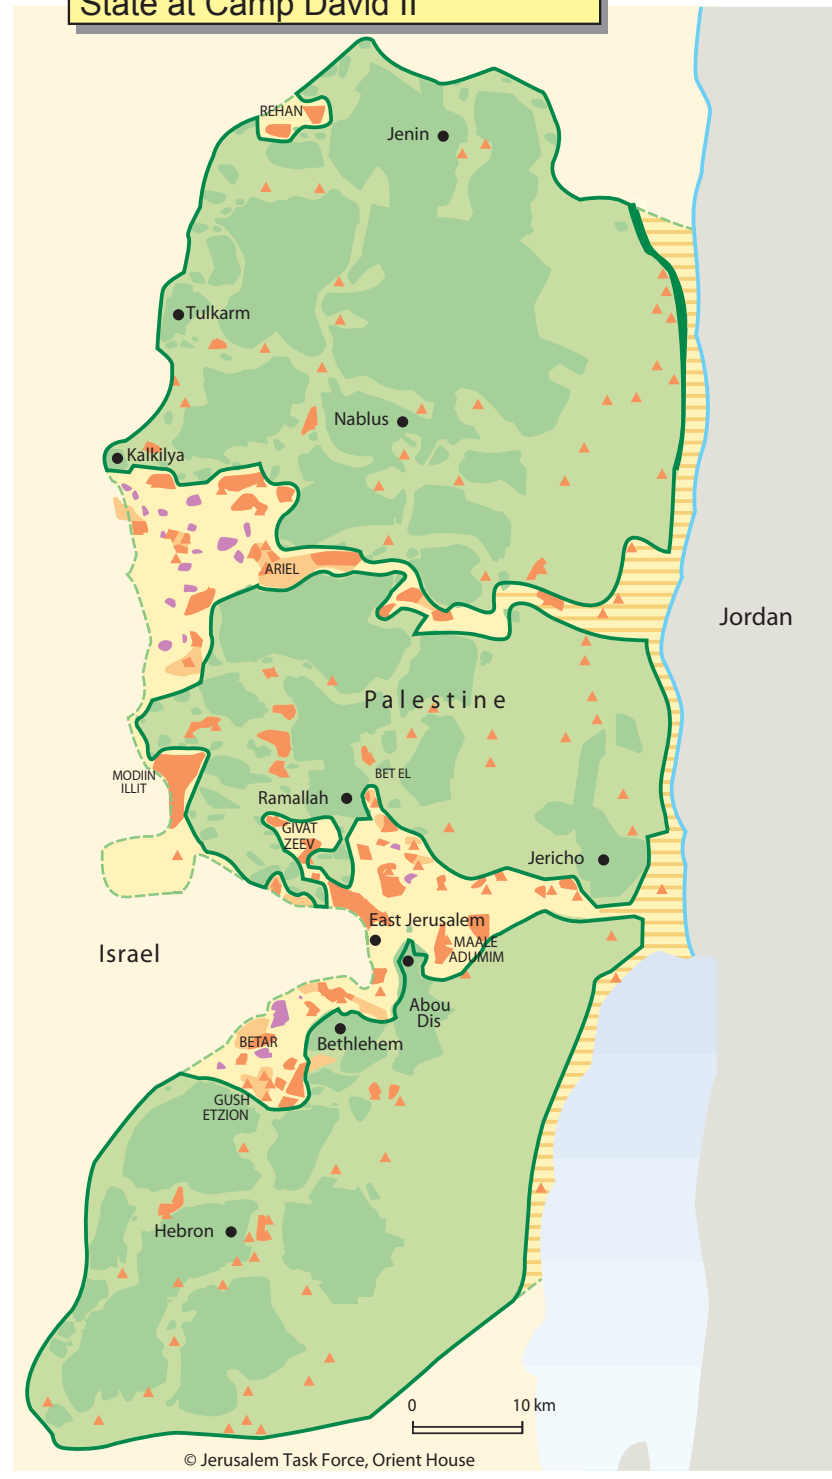 State at Camp David II
REHAN
Jenin
Tulkarm
Nablus
Kalkilya
ARIEL
Jordan
Palestine
MODIIN
ILLIT
BET EL
Ramallah
GIVAT
ZEEV
Jericho
East Jerusalem
Israel
MAALE
ADUMIM
Abou
Dis
BETAR
Bethlehem
GUSH
ETZION
Hebron
0
10 km
© Jerusalem Task Force, Orient House